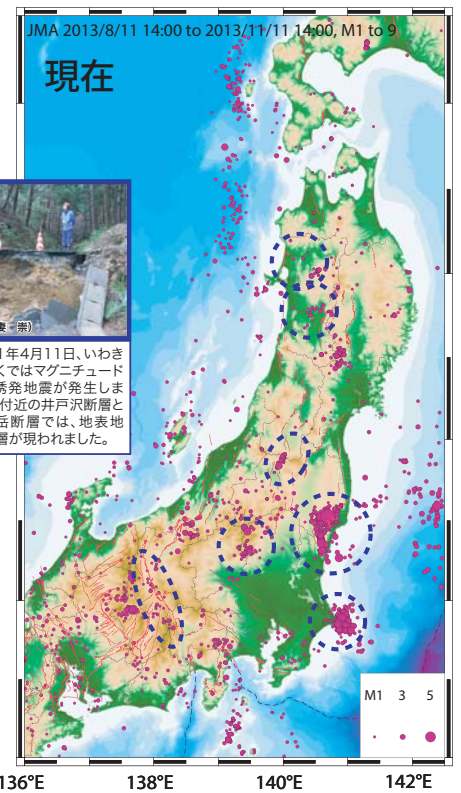 JMA 2013/8/11 14:00 to 2013/11/11 14:00, M1 to 9
現在
崇)
1年4月11日、いわき
くではマグニチュード
誘発地震が発生しま
付近の井戸沢断層と
岳断層では、地表地
層が現われました。
M1 3 5
136°E 138°E 140°E 142°E